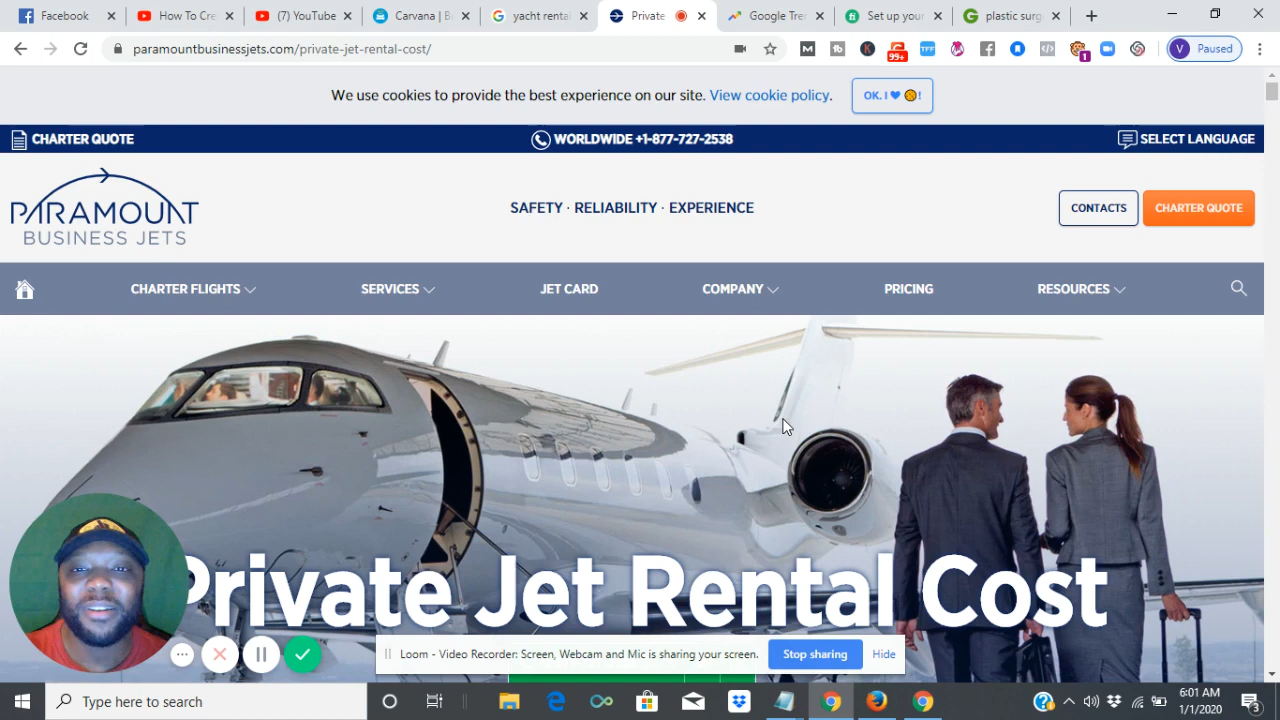 Facebook
How To Cre
(7) YouTube
Carvana | B
yacht rental
Private
Google Tren
Set up your
plastic surg
paramountbusinessjets.com/private-jet-rental-cost/
99+
1
V
Paused
We use cookies to provide the best experience on our site. View cookie policy.
OK. I !
CHARTER QUOTE
WORLDWIDE +1-877-727-2538
SELECT LANGUAGE
PARAMOUNT
BUSINESS JETS
SAFETY · RELIABILITY · EXPERIENCE
CONTACTS
CHARTER QUOTE
CHARTER FLIGHTS
SERVICES
JET CARD
COMPANY
PRICING
RESOURCES
Private Jet Rental Cost
Loom - Video Recorder: Screen, Webcam and Mic is sharing your screen.
Stop sharing
Hide
Type here to search
6:01 AM
1/1/2020
3